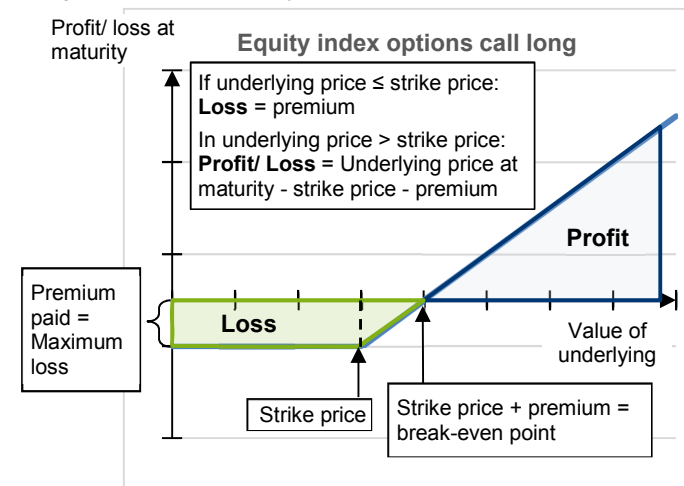 Profit/ loss at
maturity
Equity index options call long
If underlying price ≤ strike price:
Loss = premium
In underlying price > strike price:
Profit/ Loss = Underlying price at
maturity - strike price - premium
Profit
Premium
paid =
Maximum
loss
Loss
Value of
underlying
Strike price
Strike price + premium =
break-even point